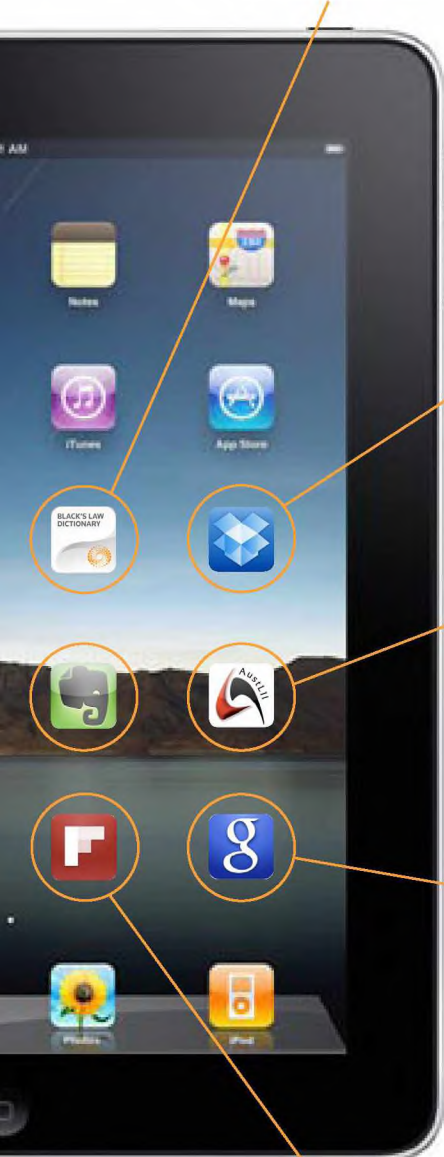 AM
Notes
Maps
iTunes
App Store
BLACK'S LAW
DICTIONARY
AustLII
g
Photos
iPod